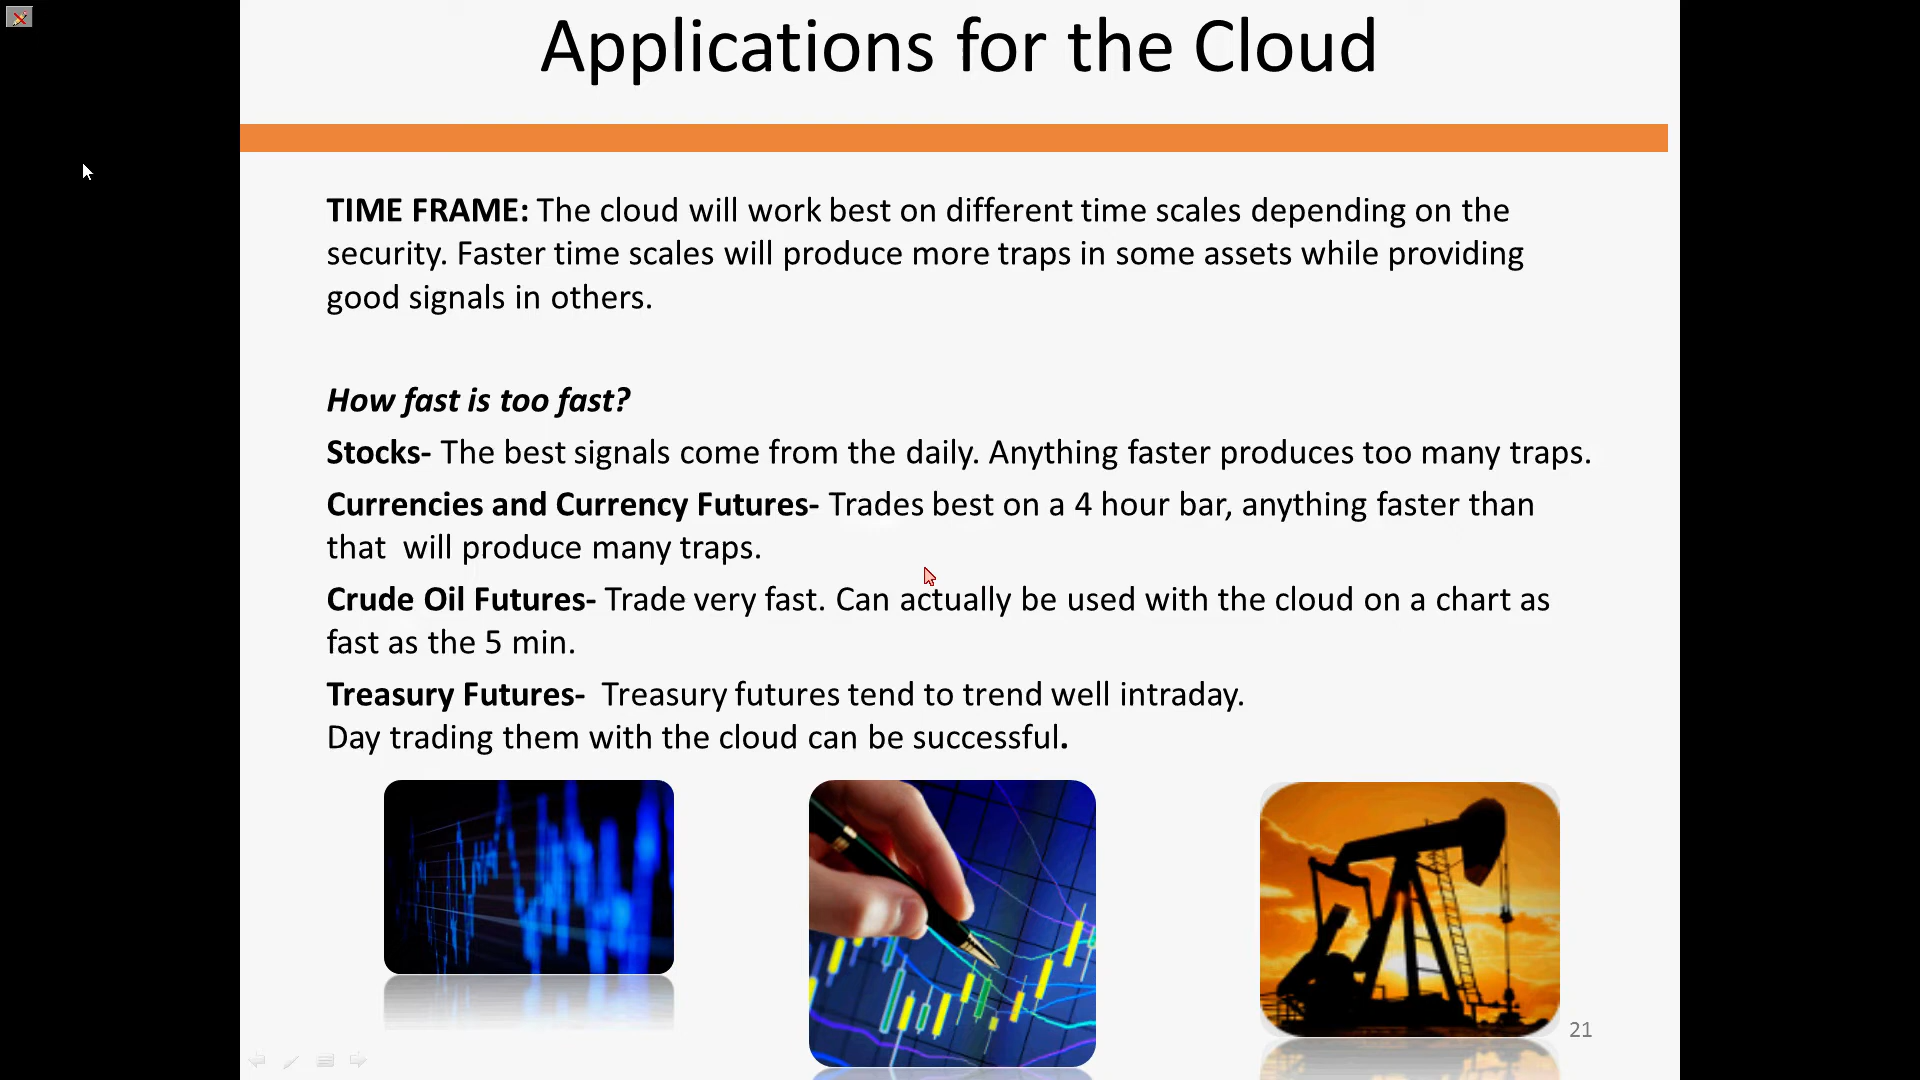 Applications for the Cloud
TIME FRAME: The cloud will work best on different time scales depending on the
security. Faster time scales will produce more traps in some assets while providing
good signals in others.
How fast is too fast?
Stocks- The best signals come from the daily. Anything faster produces too many traps.
Currencies and Currency Futures- Trades best on a 4 hour bar, anything faster than
that  will produce many traps.
Crude Oil Futures- Trade very fast. Can actually be used with the cloud on a chart as
fast as the 5 min.
Treasury Futures-  Treasury futures tend to trend well intraday.
Day trading them with the cloud can be successful.
21